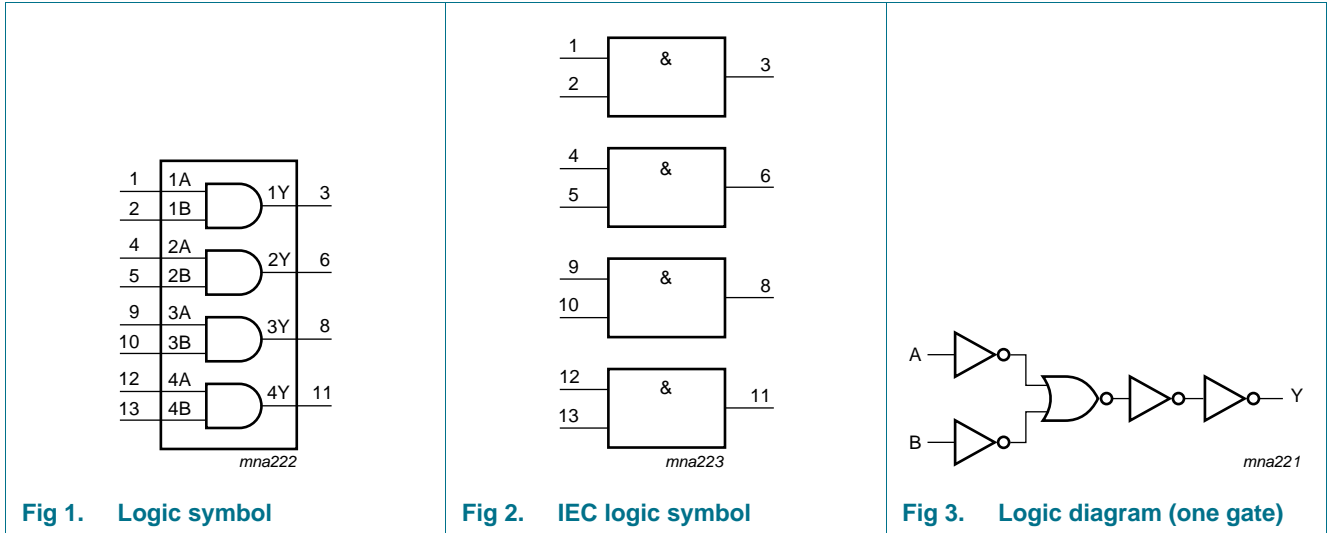 1 1A 1Y 3
2 1B
4 2A 2Y 6
5 2B
9 3A 3Y 8
10 3B
12 4A 4Y 11
13 4B
mna222
Fig 1. Logic symbol
1 & 3
2
4 & 6
5
9 & 8
10
12 & 11
13
mna223
Fig 2. IEC logic symbol
A
Y
B
mna221
Fig 3. Logic diagram (one gate)